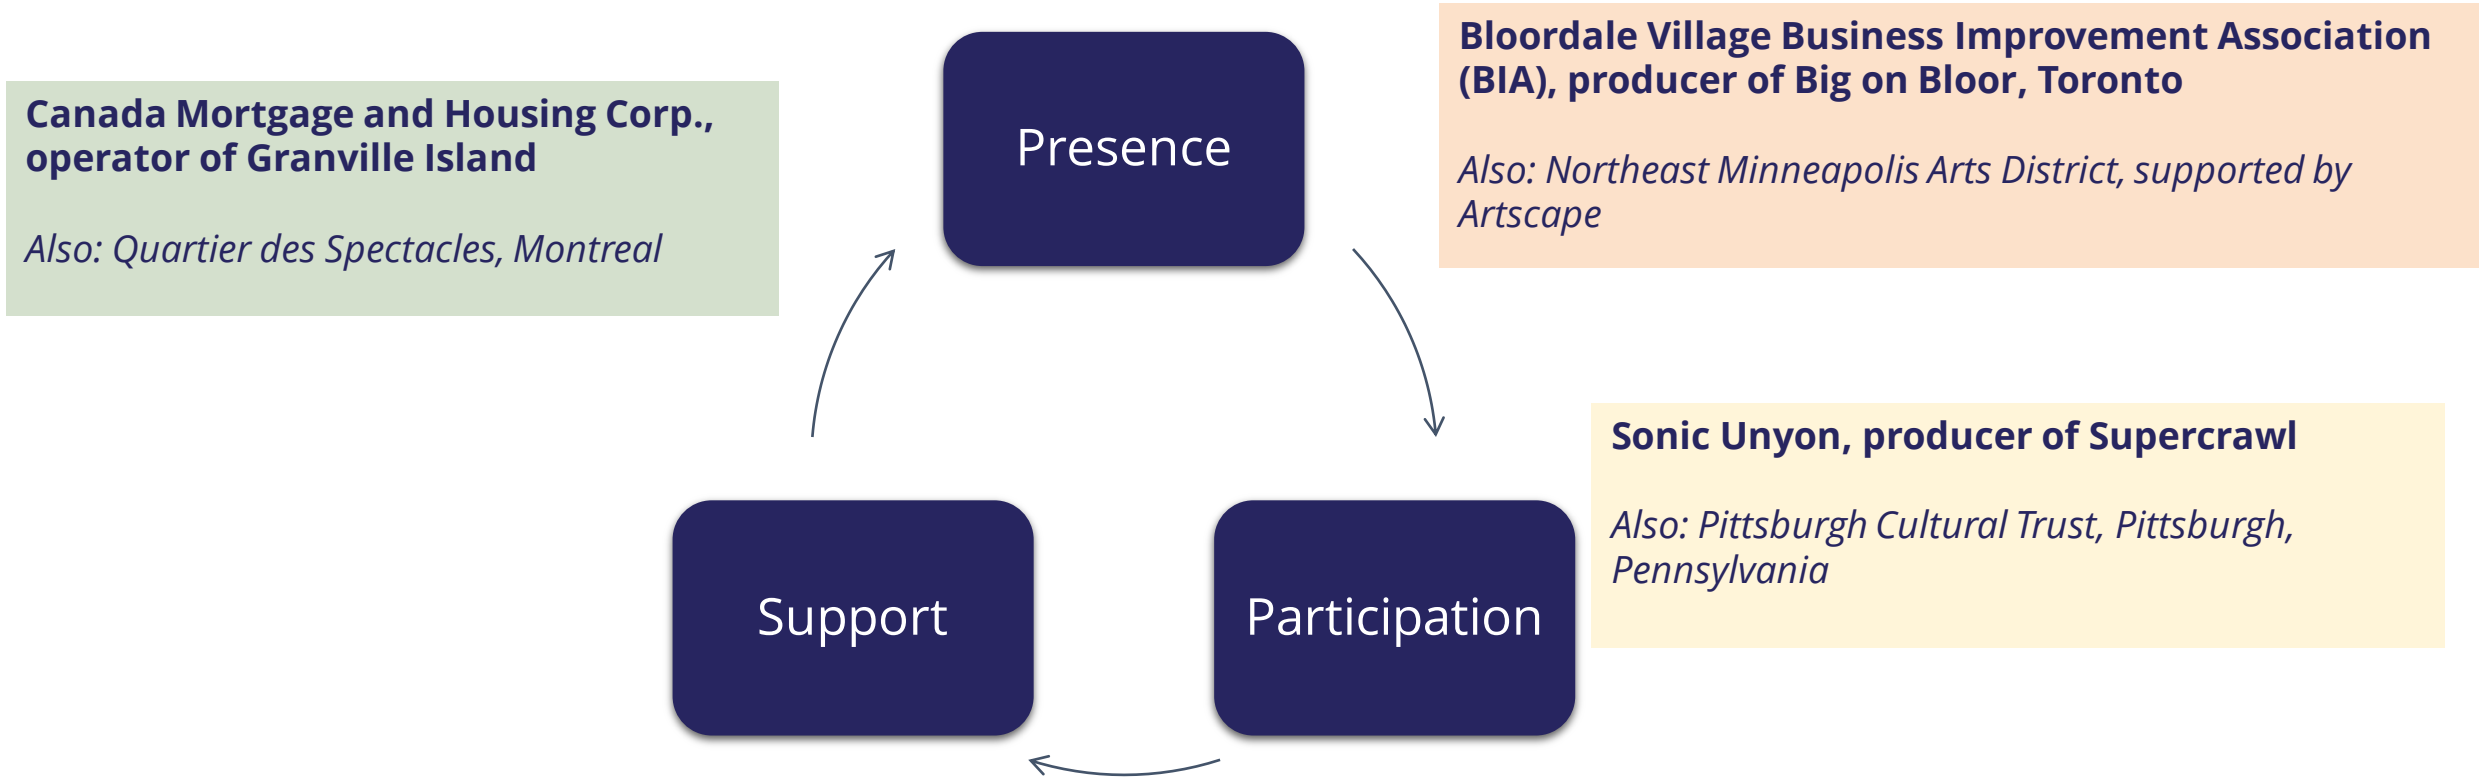 Canada Mortgage and Housing Corp.,
operator of Granville Island
Also: Quartier des Spectacles, Montreal
Presence
Bloordale Village Business Improvement Association
(BIA), producer of Big on Bloor, Toronto
Also: Northeast Minneapolis Arts District, supported by
Artscape
Sonic Unyon, producer of Supercrawl
Also: Pittsburgh Cultural Trust, Pittsburgh,
Pennsylvania
Support
Participation